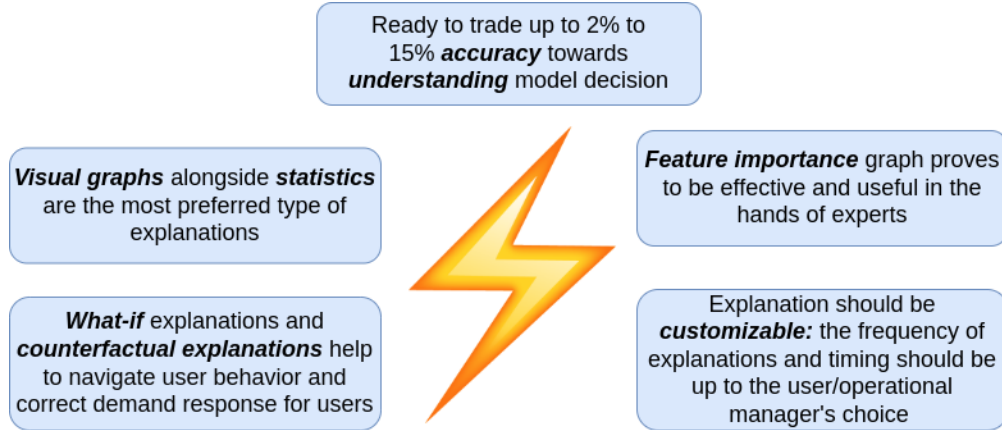 Ready to trade up to 2% to
15% accuracy towards
understanding model decision
Visual graphs alongside statistics
are the most preferred type of
explanations
Feature importance graph proves
to be effective and useful in the
hands of experts
What-if explanations and
counterfactual explanations help
to navigate user behavior and
correct demand response for users
Explanation should be
customizable: the frequency of
explanations and timing should be
up to the user/operational
manager's choice